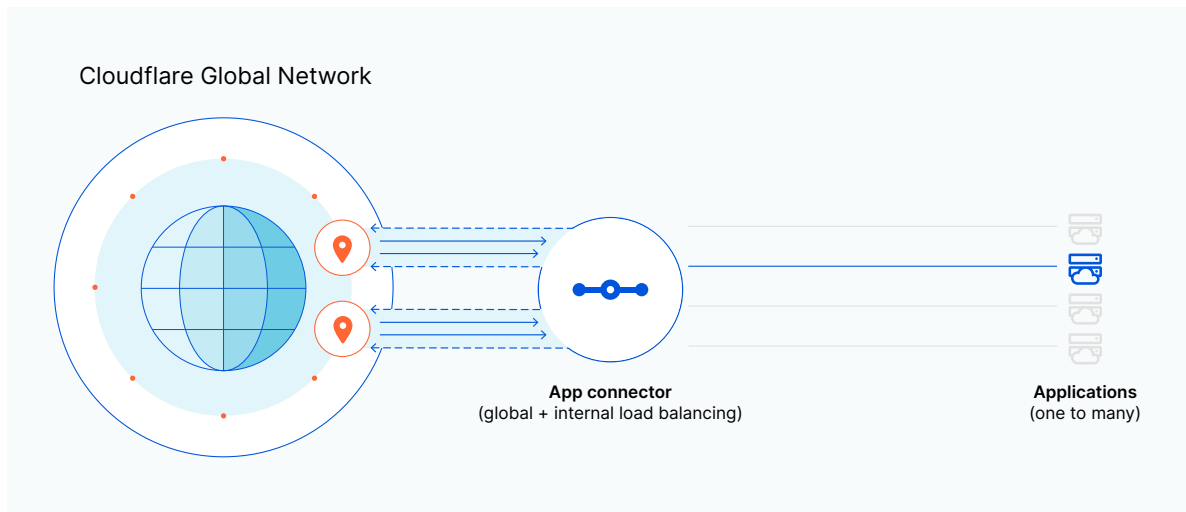 Cloudflare Global Network
App connector
(global + internal load balancing)
Applications
(one to many)